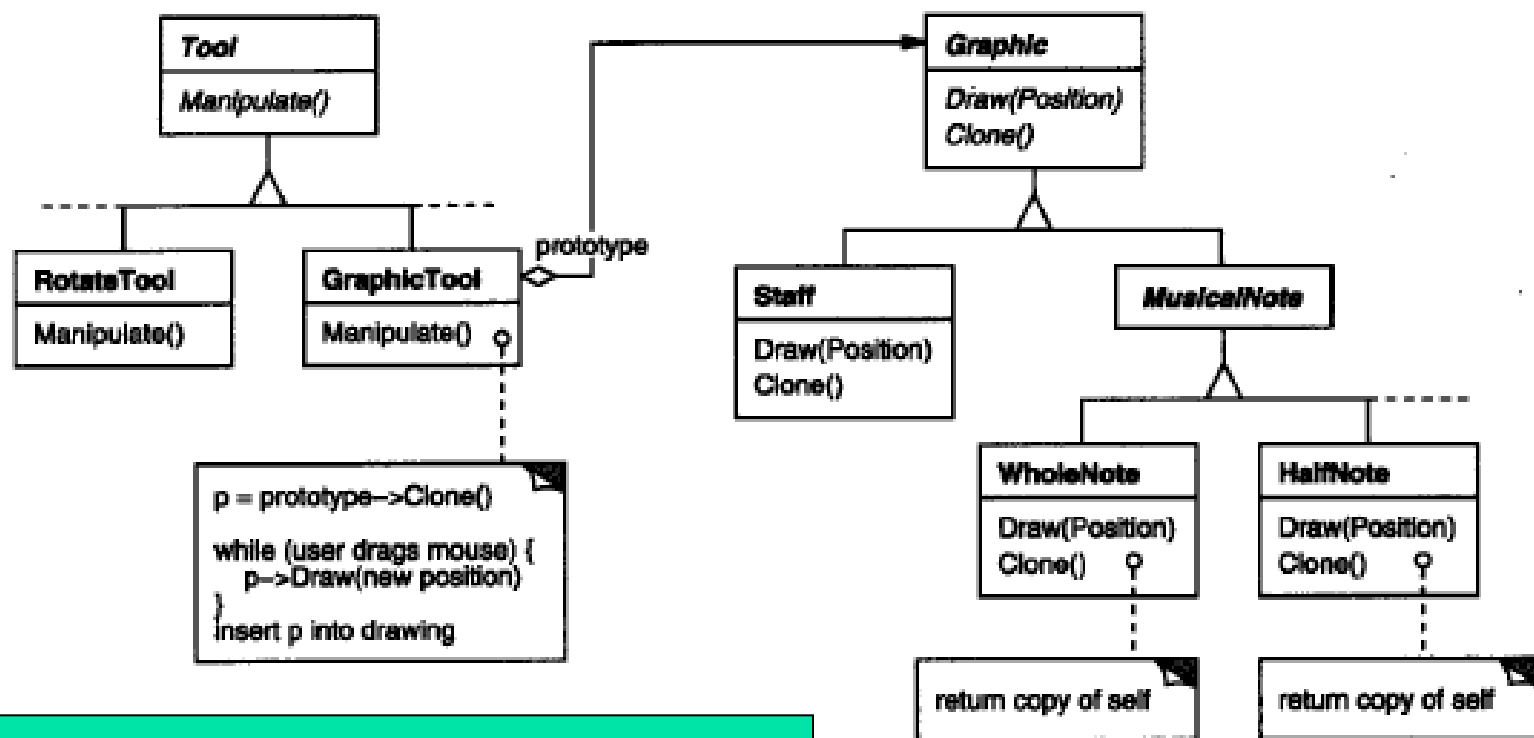 Tool
Manipulate()
Graphic
Draw(Position)
Clone()
prototype
RotateTool
Manipulate()
GraphicTool
Manipulate()
Staff
Draw(Position)
Clone()
MusicalNote
WholeNote
Draw(Position)
Clone()
HalfNote
Draw(Position)
Clone()
p = prototype->Clone()
while (user drags mouse) {
p->Draw(new position)
}
insert p into drawing
return copy of self
return copy of self